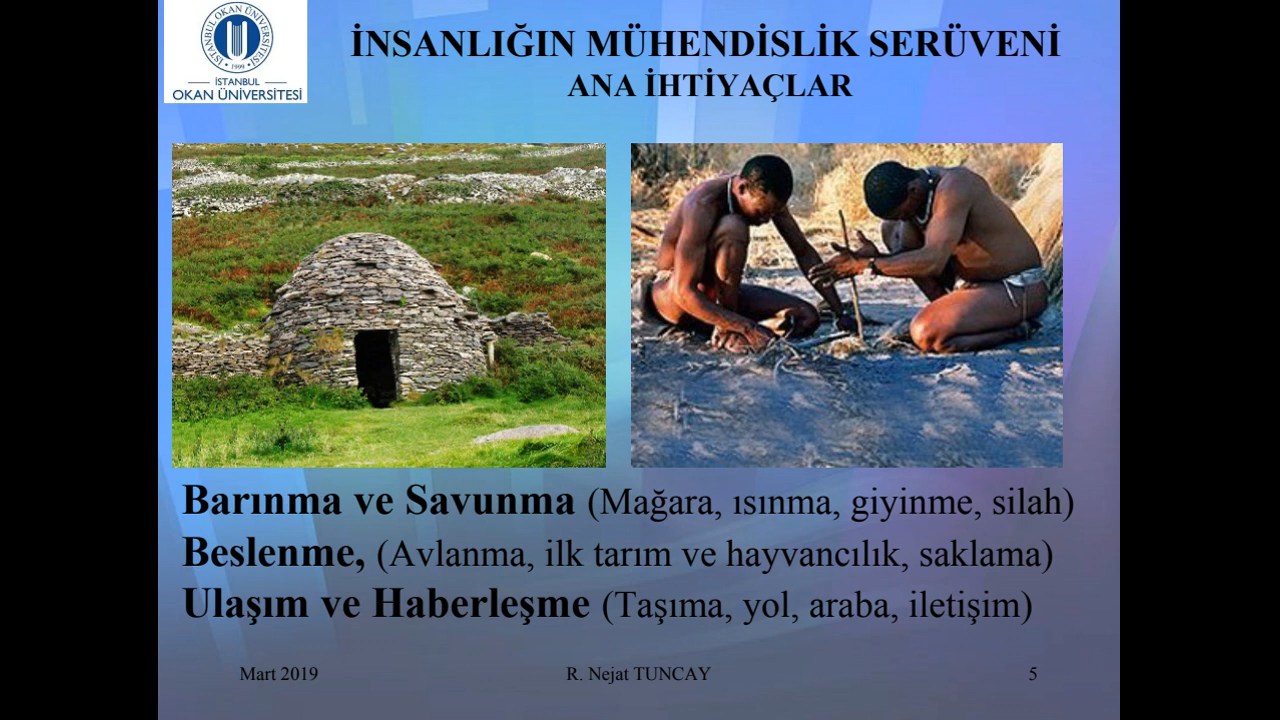 İSTANBUL OKAN ÜNİVERSİTESİ
1999
İSTANBUL
OKAN ÜNİVERSİTESİ
İNSANLIĞIN MÜHENDİSLİK SERÜVENİ
ANA İHTİYAÇLAR
Barınma ve Savunma (Mağara, ısınma, giyinme, silah)
Beslenme, (Avlanma, ilk tarım ve hayvancılık, saklama)
Ulaşım ve Haberleşme (Taşıma, yol, araba, iletişim)
Mart 2019
R. Nejat TUNCAY
5